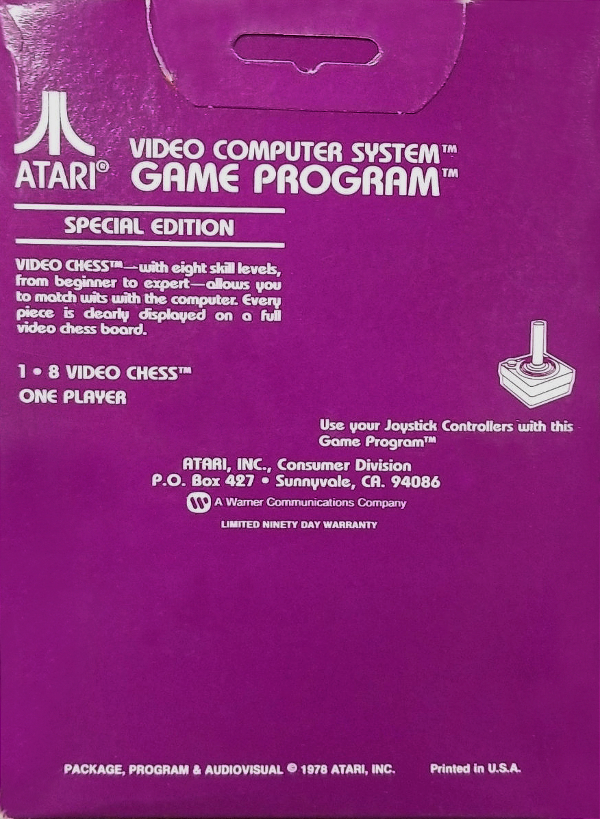 ATARI®
VIDEO COMPUTER SYSTEM™
GAME PROGRAM™
SPECIAL EDITION
VIDEO CHESS™—with eight skill levels,
from beginner to expert—allows you
to match wits with the computer. Every
piece is clearly displayed on a full
video chess board.
1 • 8 VIDEO CHESS™
ONE PLAYER
Use your Joystick Controllers with this
Game Program™
ATARI, INC., Consumer Division
P.O. Box 427 • Sunnyvale, CA. 94086
A Warner Communications Company
LIMITED NINETY DAY WARRANTY
PACKAGE, PROGRAM & AUDIOVISUAL © 1978 ATARI, INC. Printed in U.S.A.